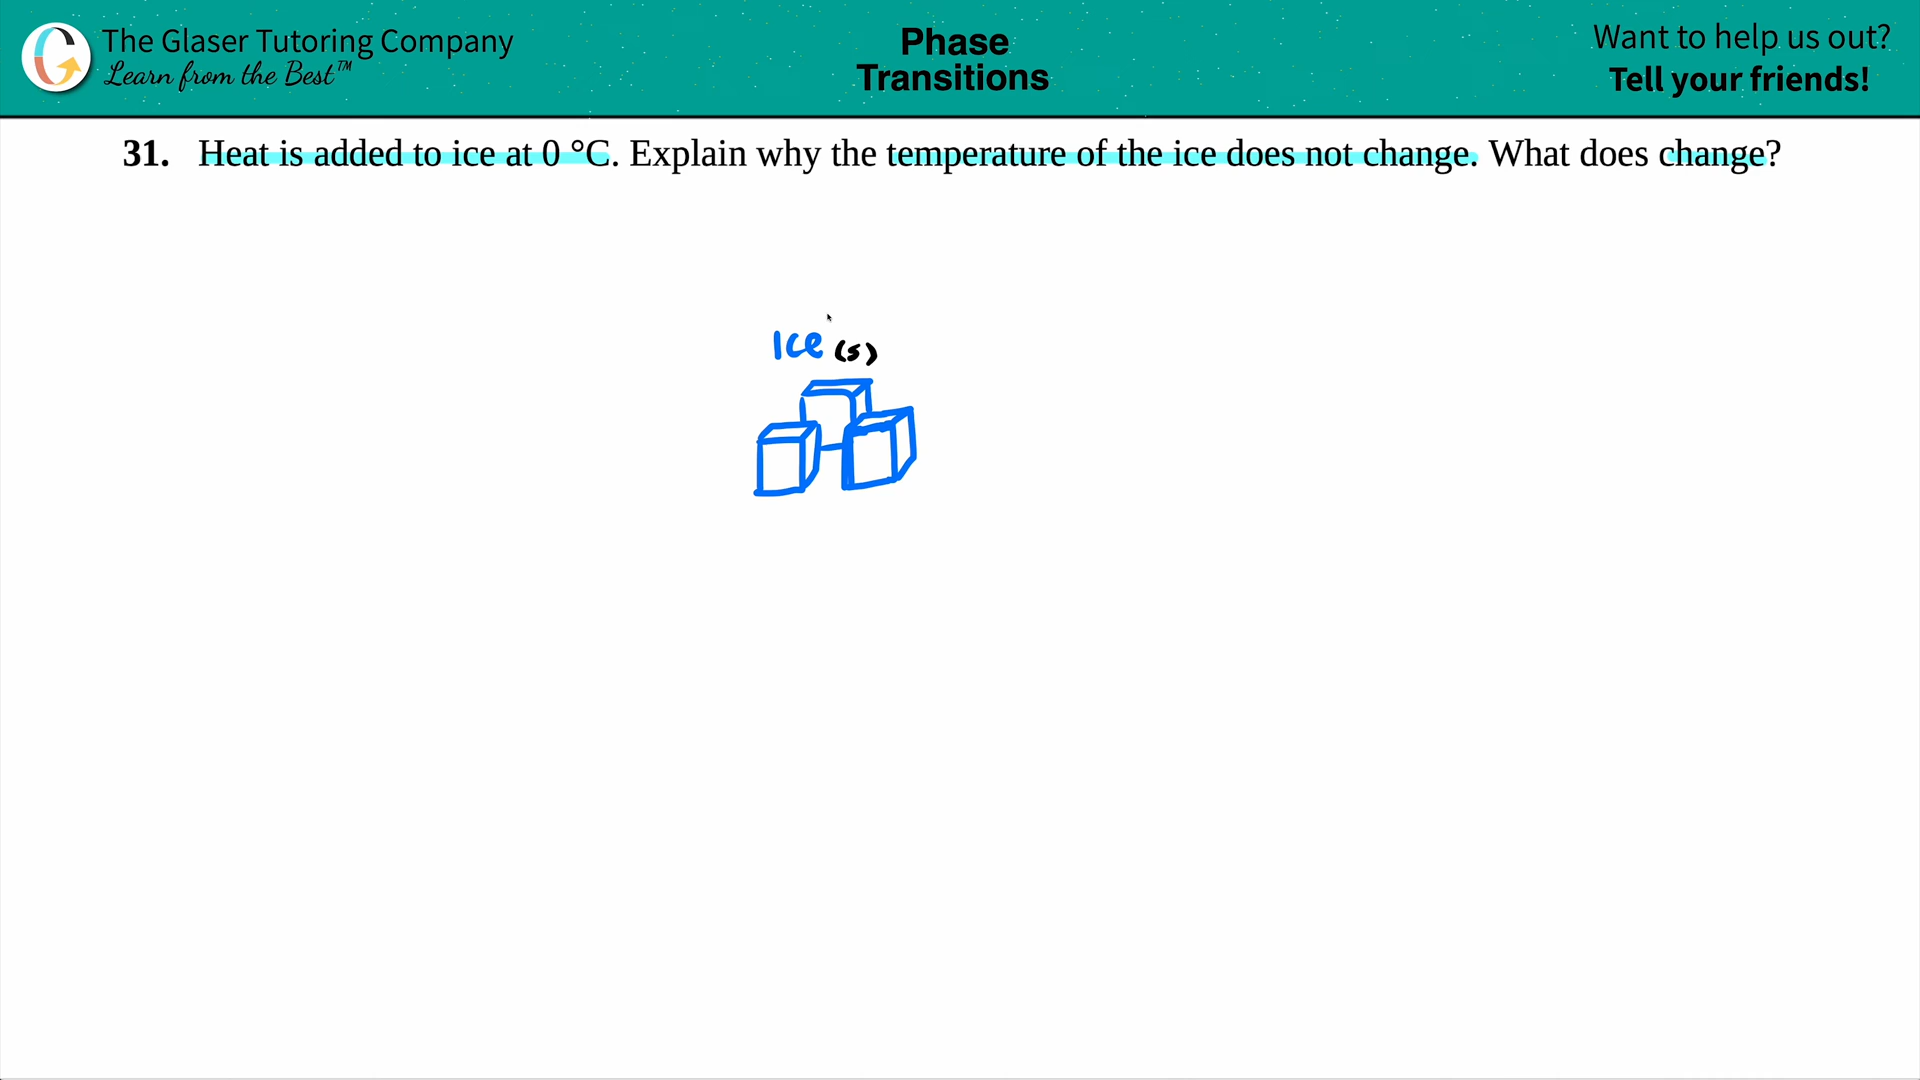 The Glaser Tutoring Company
Learn from the Best™
Phase
Transitions
Want to help us out?
Tell your friends!
31. Heat is added to ice at 0 °C. Explain why the temperature of the ice does not change. What does change?
Ice (s)